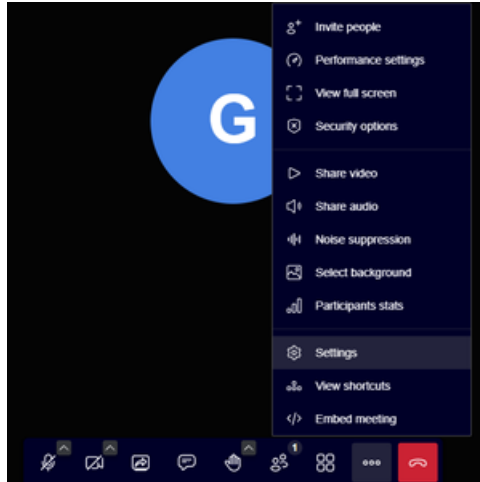 Invite people
Performance settings
View full screen
Security options
G
Share video
Share audio
Noise suppression
Select background
Participants stats
Settings
View shortcuts
Embed meeting
1